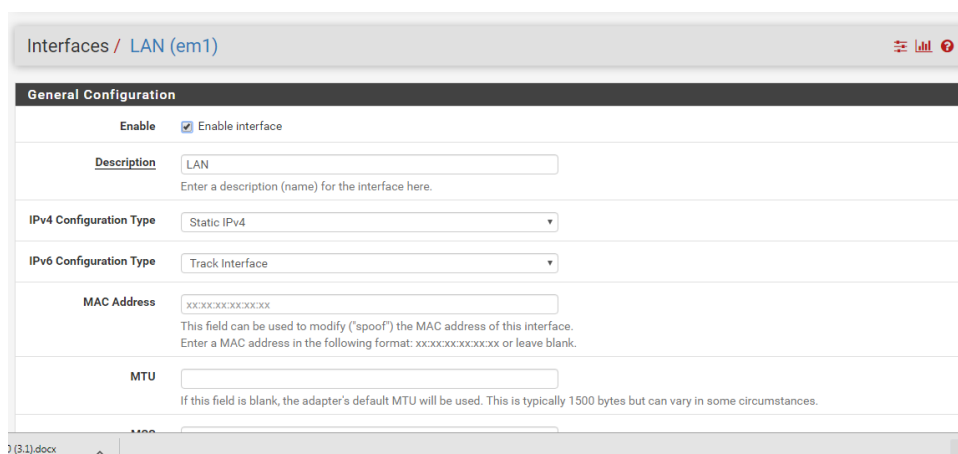 Interfaces / LAN (em1)
General Configuration
Enable Enable interface
Description LAN
Enter a description (name) for the interface here.
IPv4 Configuration Type Static IPv4
IPv6 Configuration Type Track Interface
MAC Address xx:xx:xx:xx:xx:xx
This field can be used to modify ("spoof") the MAC address of this interface.
Enter a MAC address in the following format: xx:xx:xx:xx:xx:xx or leave blank.
MTU
If this field is blank, the adapter's default MTU will be used. This is typically 1500 bytes but can vary in some circumstances.
(3.1).docx